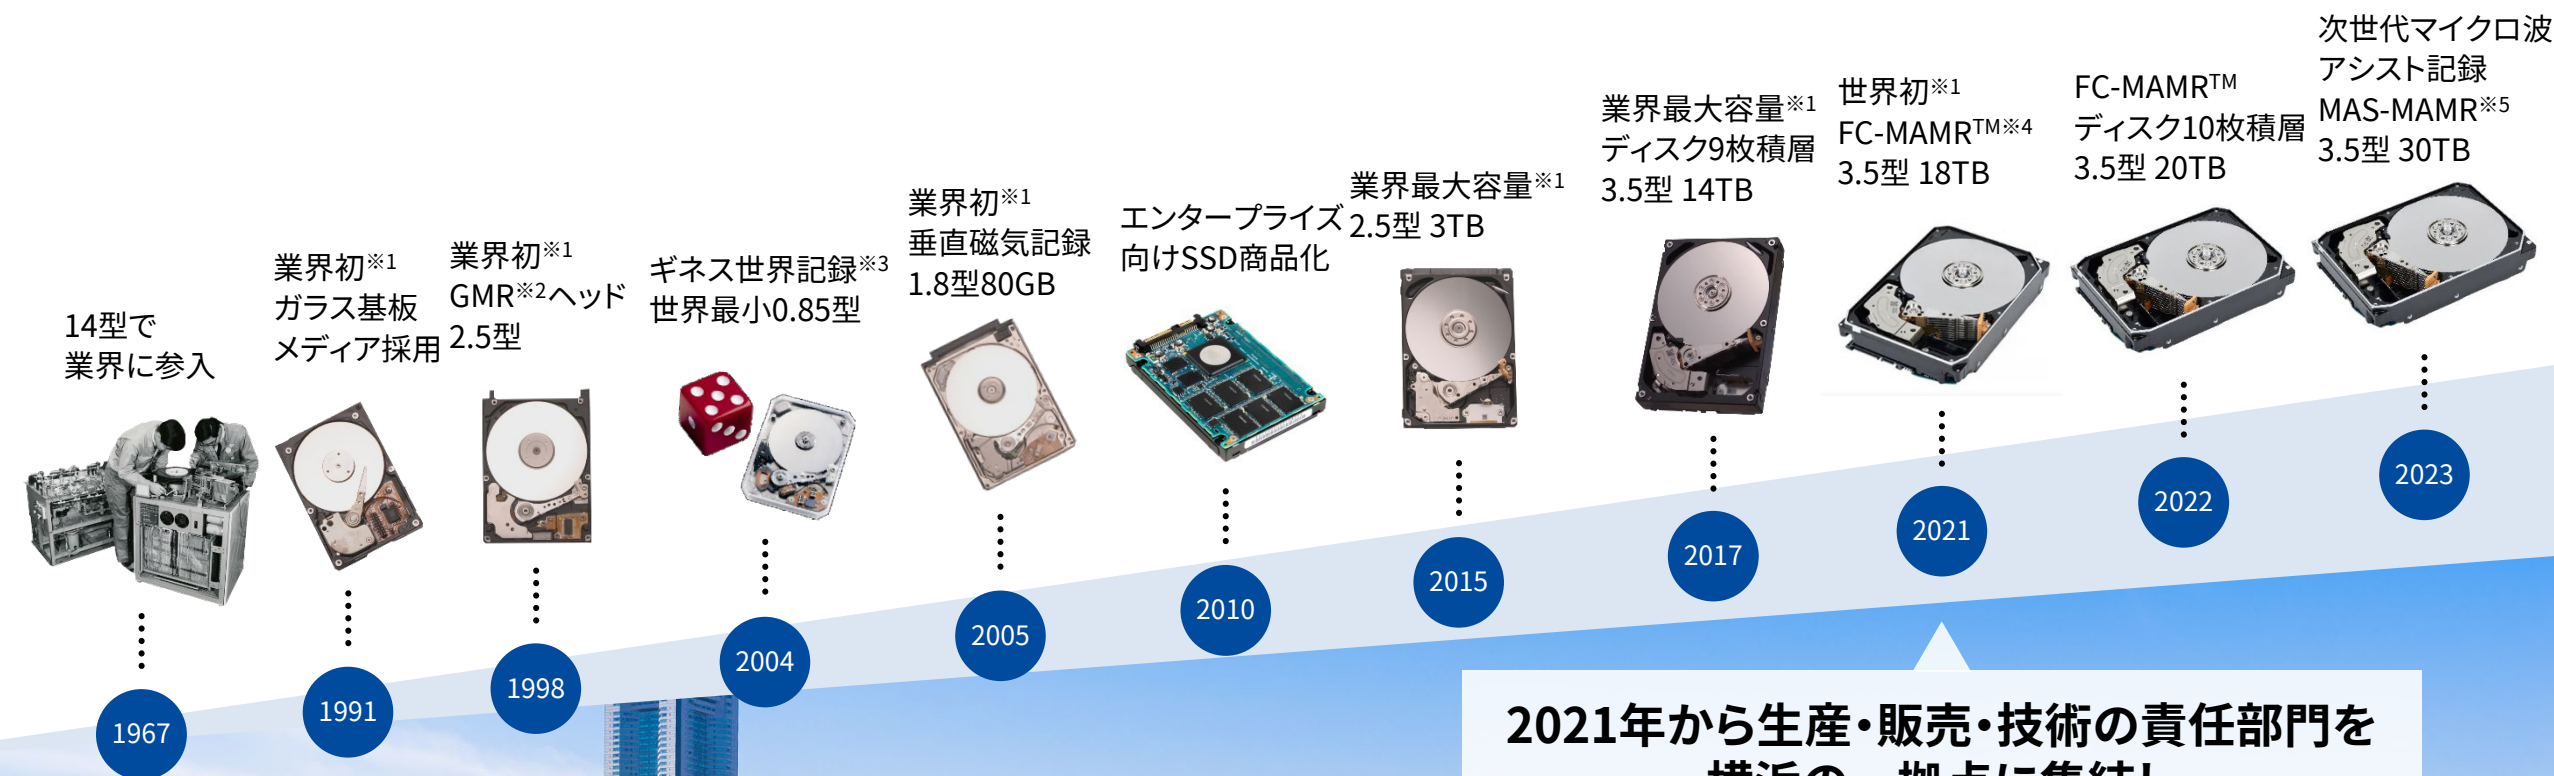 14型で
業界に参入
1967
業界初※1
ガラス基板
メディア採用
1991
業界初※1
GMR※2ヘッド
2.5型
1998
ギネス世界記録※3
世界最小0.85型
2004
業界初※1
垂直磁気記録
1.8型80GB
2005
エンタープライズ
向けSSD商品化
2010
業界最大容量※1
2.5型 3TB
2015
業界最大容量※1
ディスク9枚積層
3.5型 14TB
2017
世界初※1
FC-MAMR™※4
3.5型 18TB
2021
FC-MAMR™
ディスク10枚積層
3.5型 20TB
2022
次世代マイクロ波
アシスト記録
MAS-MAMR※5
3.5型 30TB
2023
2021年から生産・販売・技術の責任部門を
横浜の一拠点に集結し